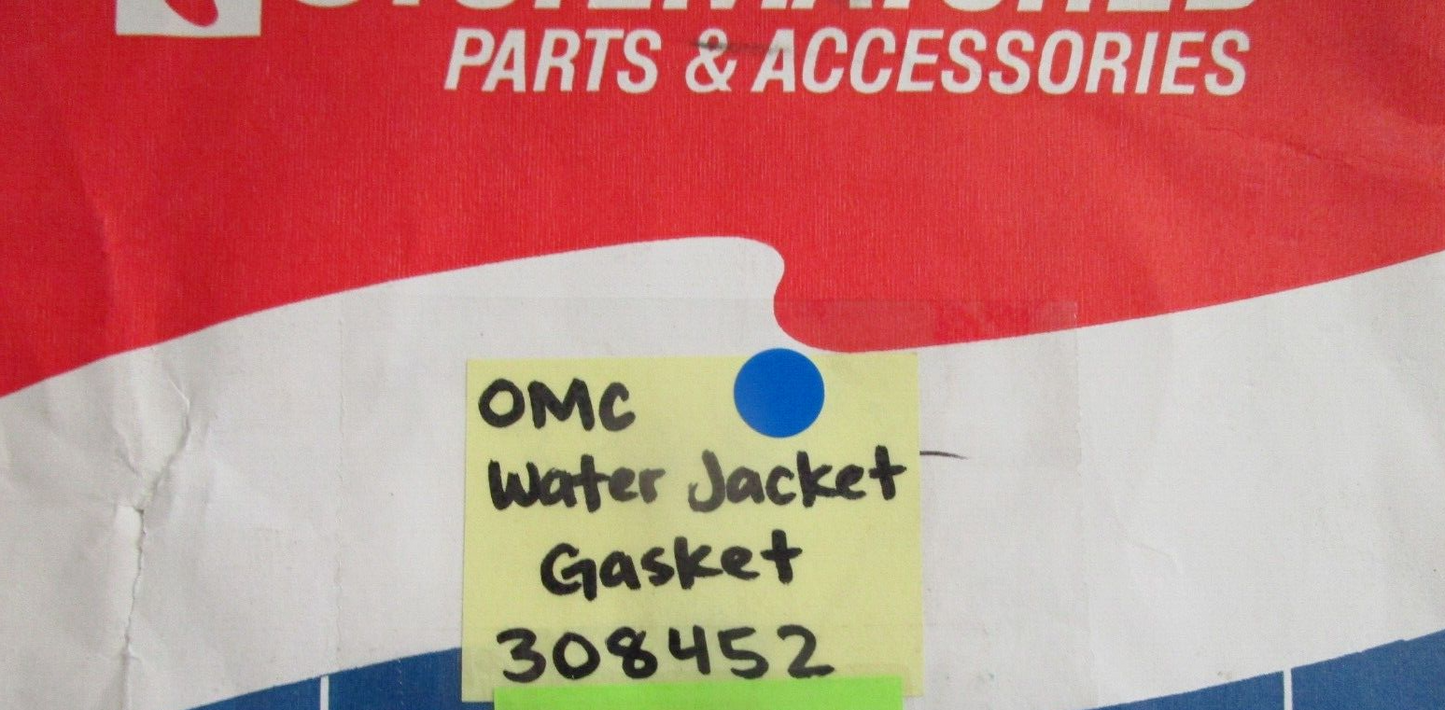 PARTS & ACCESSORIES
OMC
Water Jacket
Gasket
308452